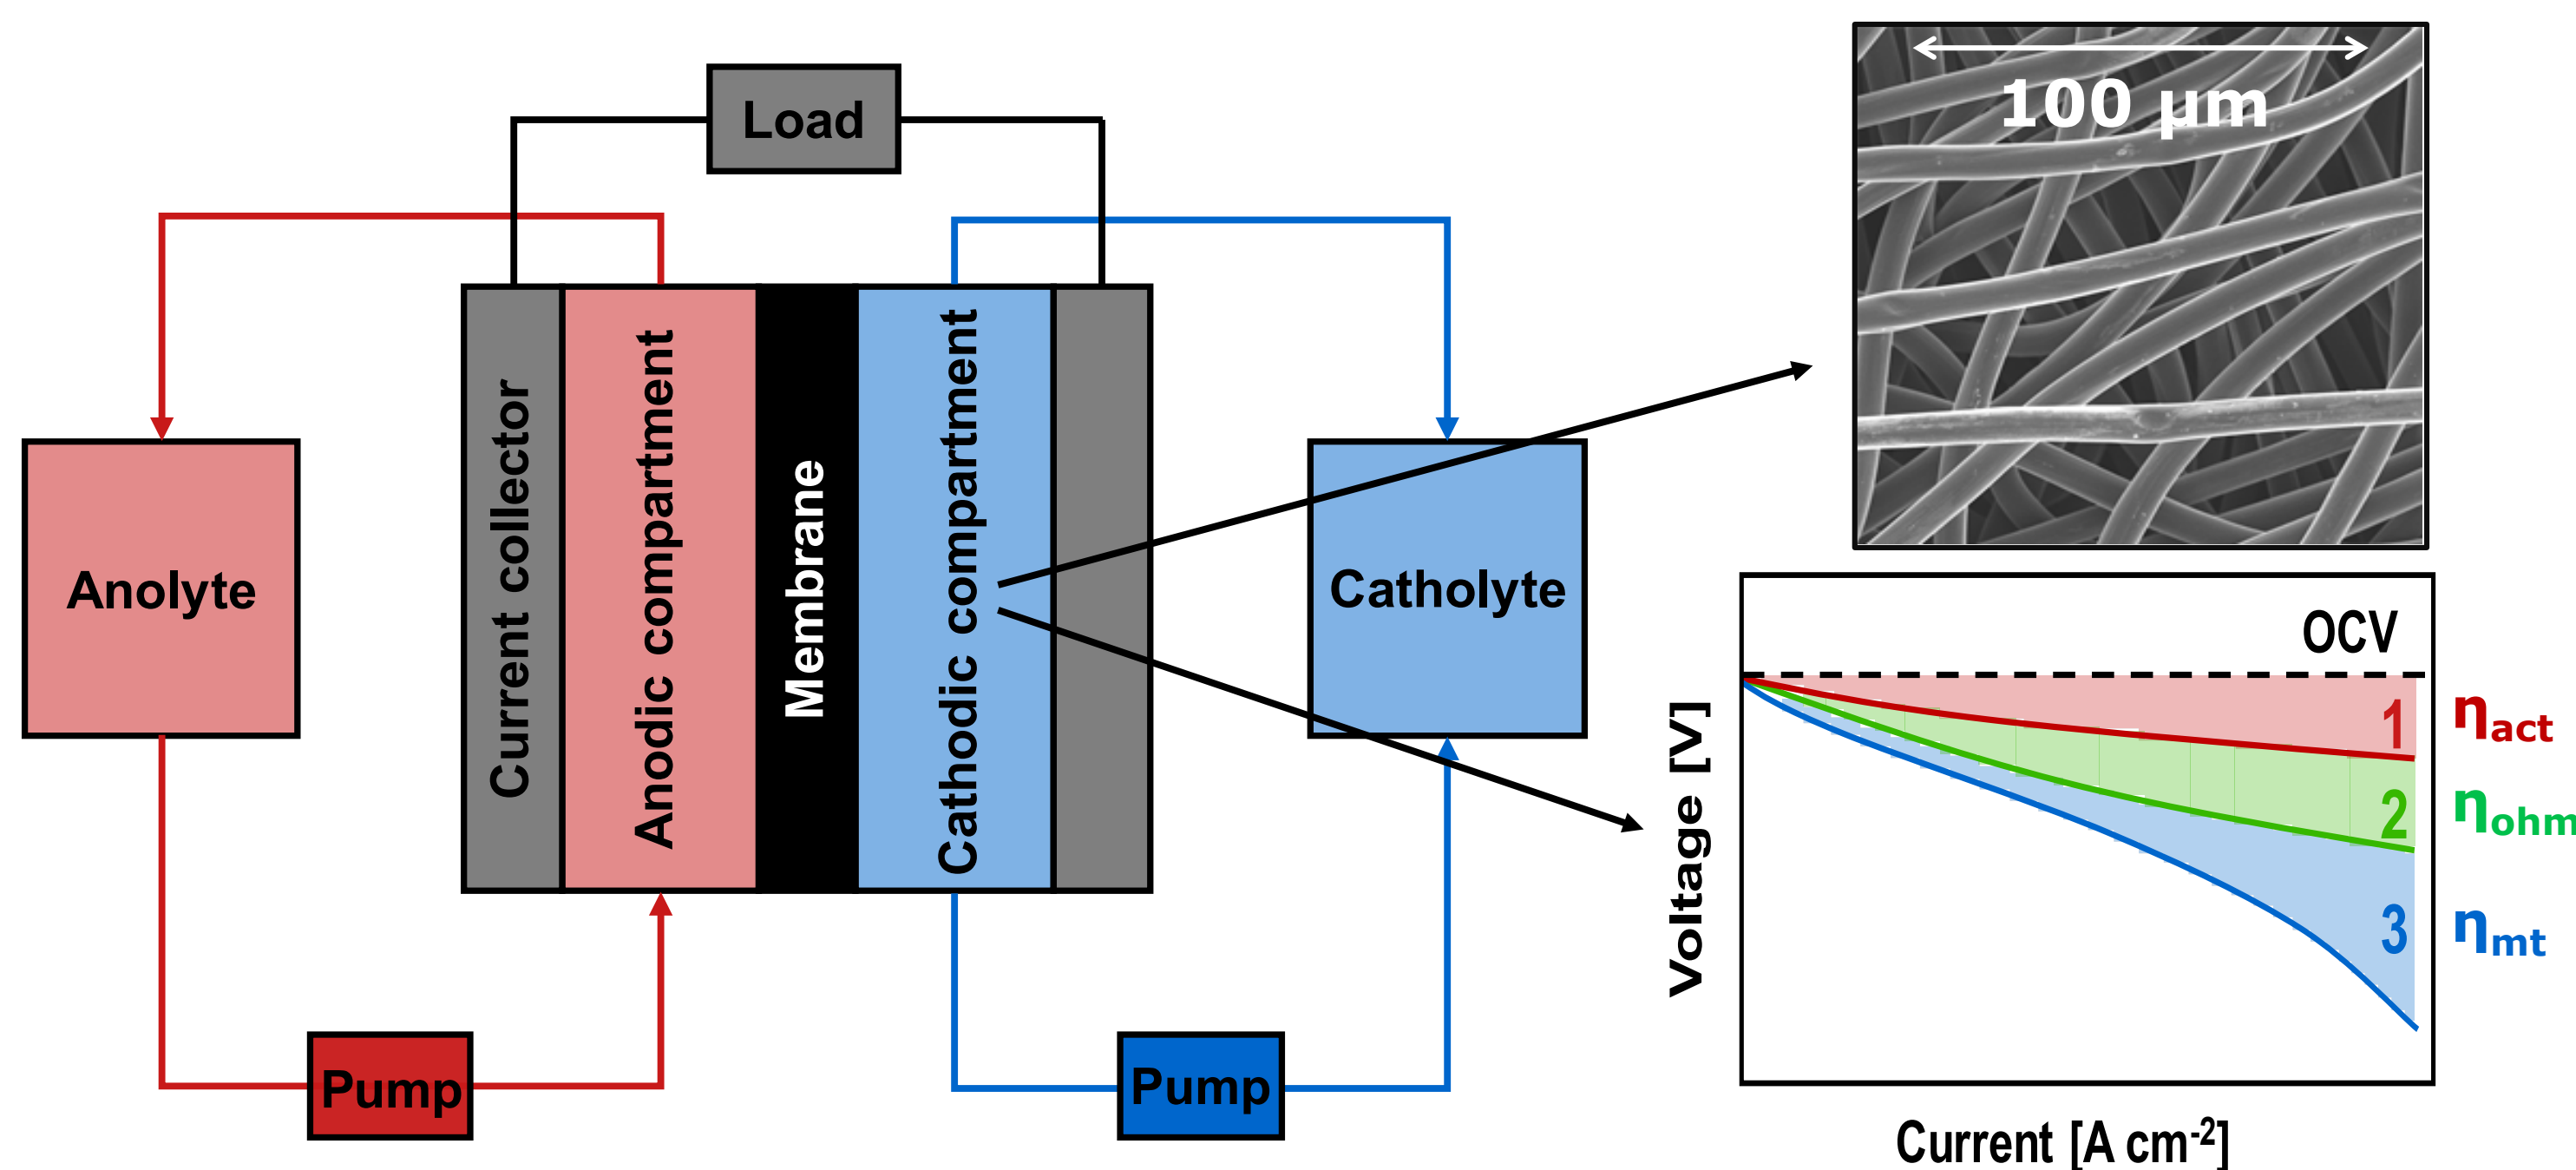 Load
100 µm
Anolyte
Current collector
Anodic compartment
Membrane
Cathodic compartment
Catholyte
Pump
Pump
OCV
Voltage [V]
1
2
3
ηact
ηohm
ηmt
Current [A cm-2]